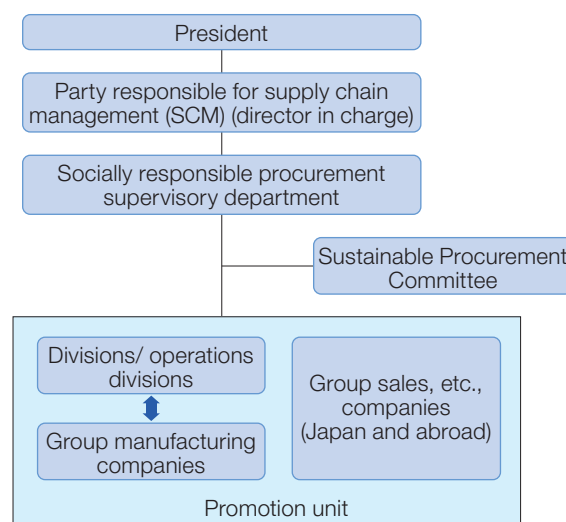 President
Party responsible for supply chain
management (SCM) (director in charge)
Socially responsible procurement
supervisory department
Sustainable Procurement
Committee
Divisions/ operations
divisions
Group manufacturing
companies
Group sales, etc.,
companies
(Japan and abroad)
Promotion unit